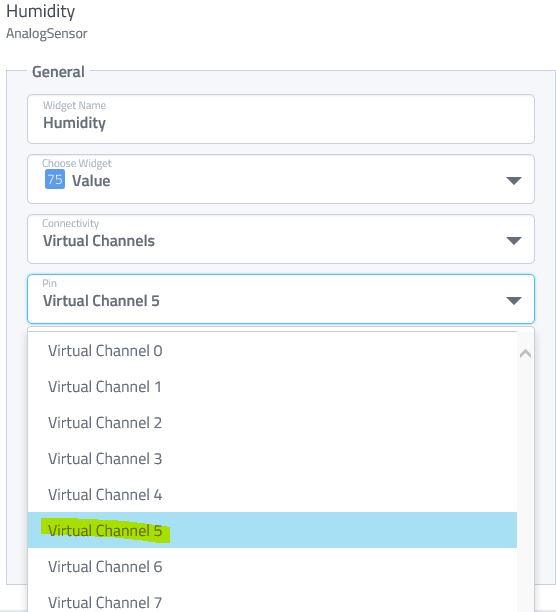 Humidity
AnalogSensor
General
Widget Name
Humidity
Choose Widget
75 Value
Connectivity
Virtual Channels
Pin
Virtual Channel 5
Virtual Channel 0
Virtual Channel 1
Virtual Channel 2
Virtual Channel 3
Virtual Channel 4
Virtual Channel 5
Virtual Channel 6
Virtual Channel 7